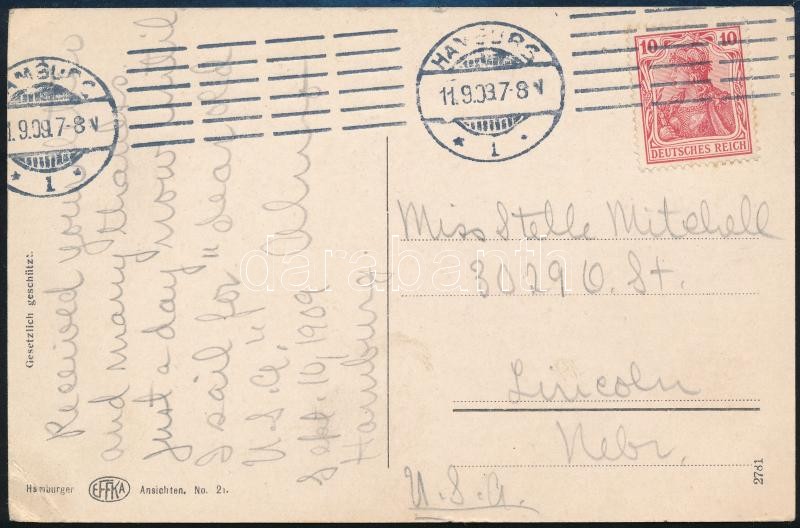 HAMBURG
11.9.09.7-8V
* 1 *
HAMBURG
11.9.09.7-8V
* 1 *
10 10
DEUTSCHES REICH
Received your
and many thanks
just a day now until
I sail for "dear old
U.S.A."
Sept. 10, 1909
Hamburg
Miss Stelle Mitchell
3029 O. St.
Lincoln
Nebr.
U.S.A.
Gesetzlich geschützt.
Hamburger EFFKA Ansichten, No. 21.
2781
darabanth